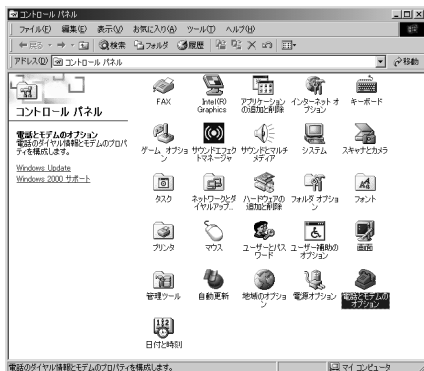 コントロール パネル
ファイル(F) 編集(E) 表示(V) お気に入り(A) ツール(T) ヘルプ(H)
戻る 検索 フォルダ 履歴
アドレス(D) コントロール パネル 移動
コントロール パネル
電話とモデムのオプション
電話のダイヤル情報とモデムのプロパ
ティを構成します。
Windows Update
Windows 2000 サポート
FAX
Intel(R)
Graphics
アプリケーション
の追加と削除
インターネット オ
プション
キーボード
ゲーム オプショ
ン
サウンドエフェク
トマネージャ
サウンドとマルチ
メディア
システム
スキャナとカメラ
タスク
ネットワークとダ
イヤルアップ...
ハードウェアの
追加と削除
フォルダ オプショ
ン
フォント
プリンタ
マウス
ユーザーとパス
ワード
ユーザー補助の
オプション
画面
管理ツール
自動更新
地域のオプショ
ン
電源オプション
電話とモデムの
オプション
日付と時刻
電話のダイヤル情報とモデムのプロパティを構成します。 マイ コンピュータ